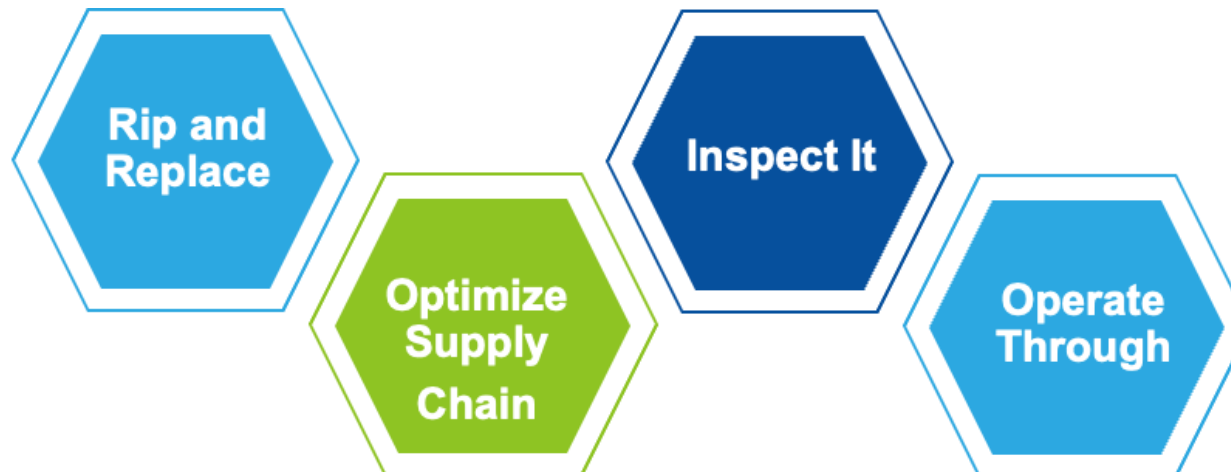 Rip and
Replace
Optimize
Supply
Chain
Inspect It
Operate
Through